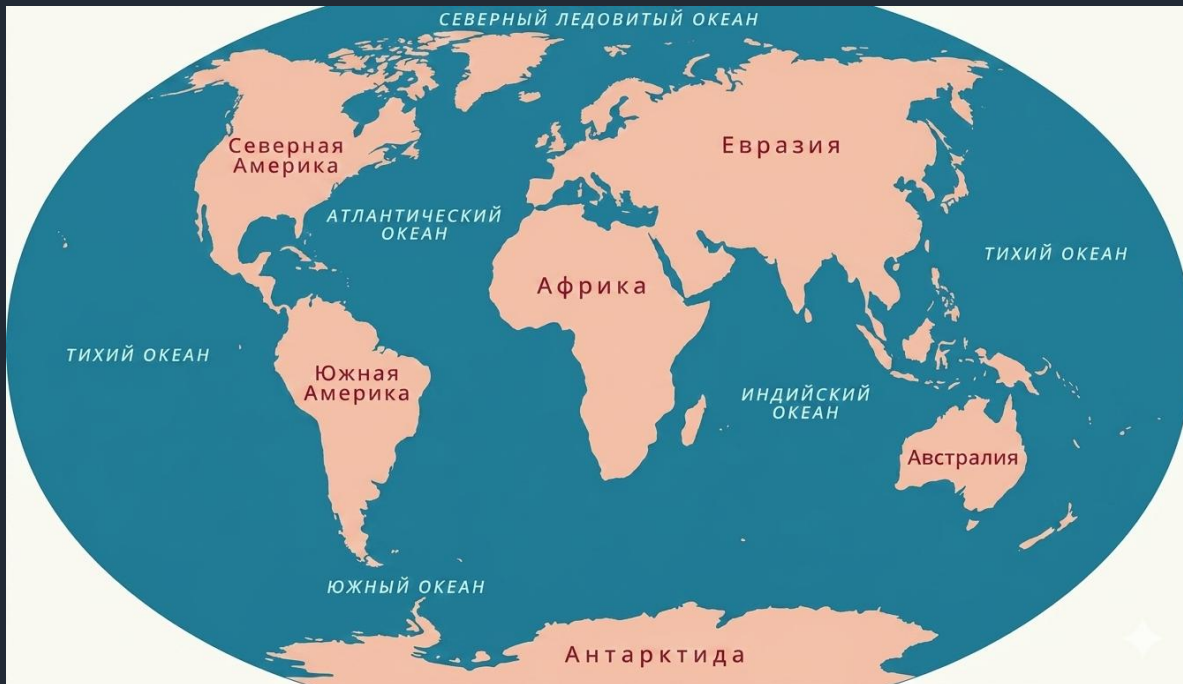 СЕВЕРНЫЙ ЛЕДОВИТЫЙ ОКЕАН
Северная
Америка
Евразия
АТЛАНТИЧЕСКИЙ
ОКЕАН
ТИХИЙ ОКЕАН
Африка
ТИХИЙ ОКЕАН
Южная
Америка
ИНДИЙСКИЙ
ОКЕАН
Австралия
ЮЖНЫЙ ОКЕАН
Антарктида